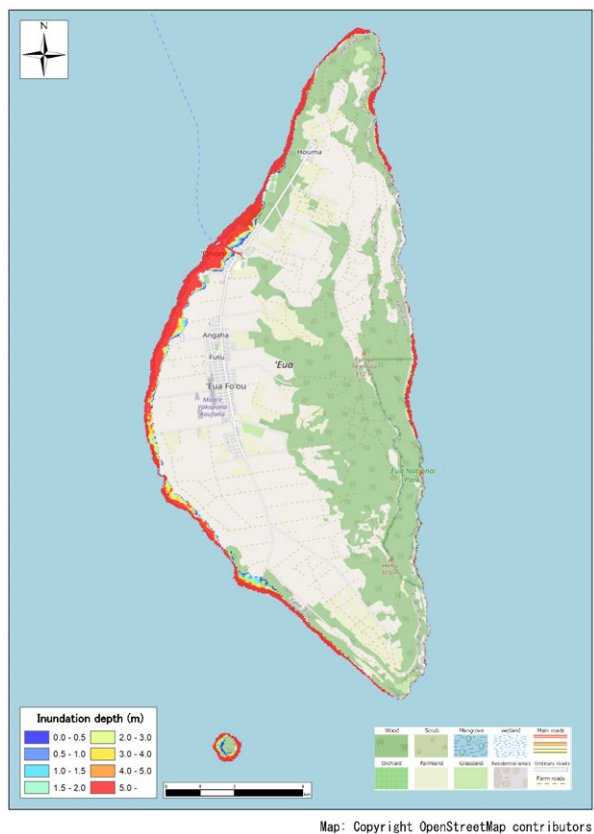 N
Houma
Angaha
Futu
'Eua
'Eua Fo'ou
Eua National
Park
Inundation depth (m)
0.0 - 0.5
0.5 - 1.0
1.0 - 1.5
1.5 - 2.0
2.0 - 3.0
3.0 - 4.0
4.0 - 5.0
5.0 -
Wood
Scrub
Mangrove
wetland
Main roads
Orchard
Farmland
Grassland
Residential areas
Ordinary roads
Farm roads
Map: Copyright OpenStreetMap contributors